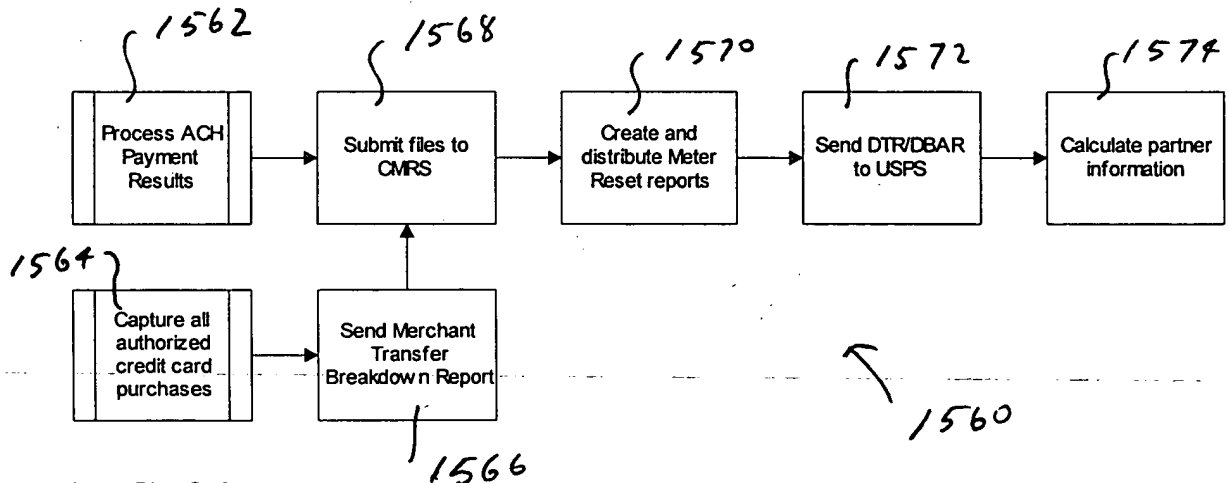 1562
1568
1570
1572
1574
Process ACH
Payment
Results
Submit files to
CMRS
Create and
distribute Meter
Reset reports
Send DTR/DBAR
to USPS
Calculate partner
information
1564
Capture all
authorized
credit card
purchases
Send Merchant
Transfer
Breakdown Report
1560
1566